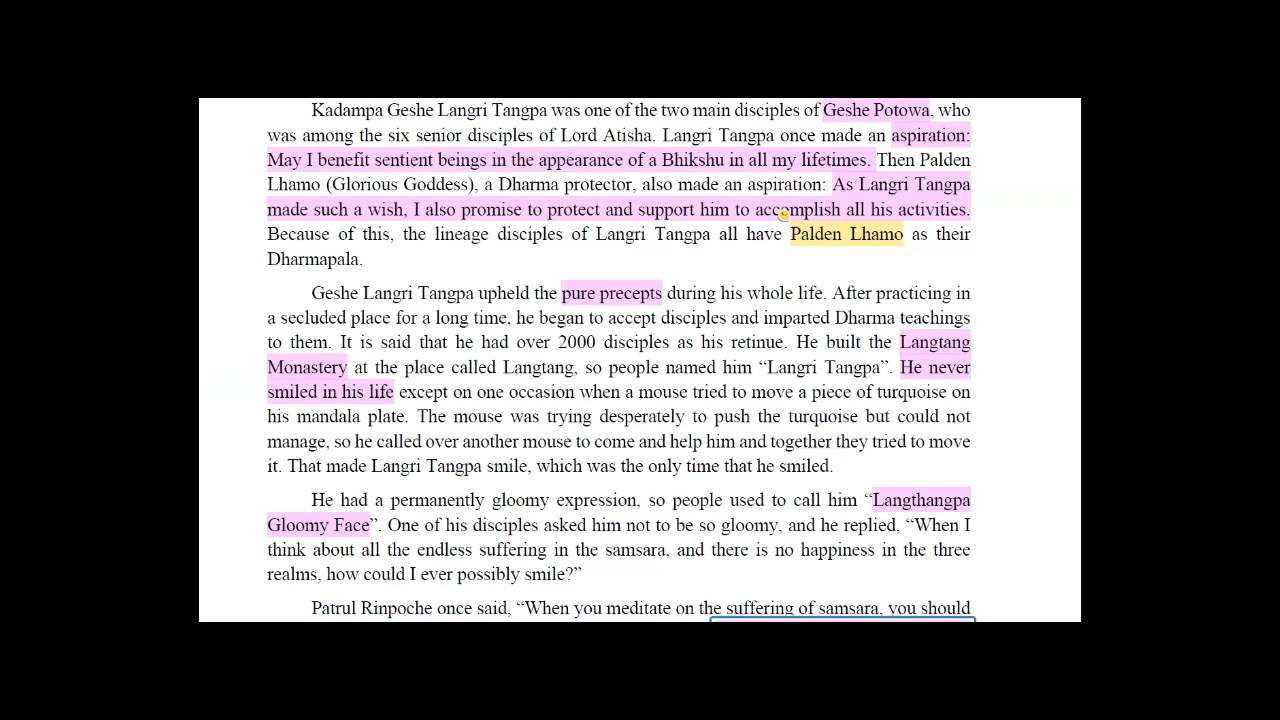 Kadampa Geshe Langri Tangpa was one of the two main disciples of Geshe Potowa, who
was among the six senior disciples of Lord Atisha. Langri Tangpa once made an aspiration:
May I benefit sentient beings in the appearance of a Bhikshu in all my lifetimes. Then Palden
Lhamo (Glorious Goddess), a Dharma protector, also made an aspiration: As Langri Tangpa
made such a wish, I also promise to protect and support him to accomplish all his activities.
Because of this, the lineage disciples of Langri Tangpa all have Palden Lhamo as their
Dharmapala.
Geshe Langri Tangpa upheld the pure precepts during his whole life. After practicing in
a secluded place for a long time, he began to accept disciples and imparted Dharma teachings
to them. It is said that he had over 2000 disciples as his retinue. He built the Langtang
Monastery at the place called Langtang, so people named him “Langri Tangpa”. He never
smiled in his life except on one occasion when a mouse tried to move a piece of turquoise on
his mandala plate. The mouse was trying desperately to push the turquoise but could not
manage, so he called over another mouse to come and help him and together they tried to move
it. That made Langri Tangpa smile, which was the only time that he smiled.
He had a permanently gloomy expression, so people used to call him “Langthangpa
Gloomy Face”. One of his disciples asked him not to be so gloomy, and he replied, “When I
think about all the endless suffering in the samsara, and there is no happiness in the three
realms, how could I ever possibly smile?”
Patrul Rinpoche once said, “When you meditate on the suffering of samsara, you should